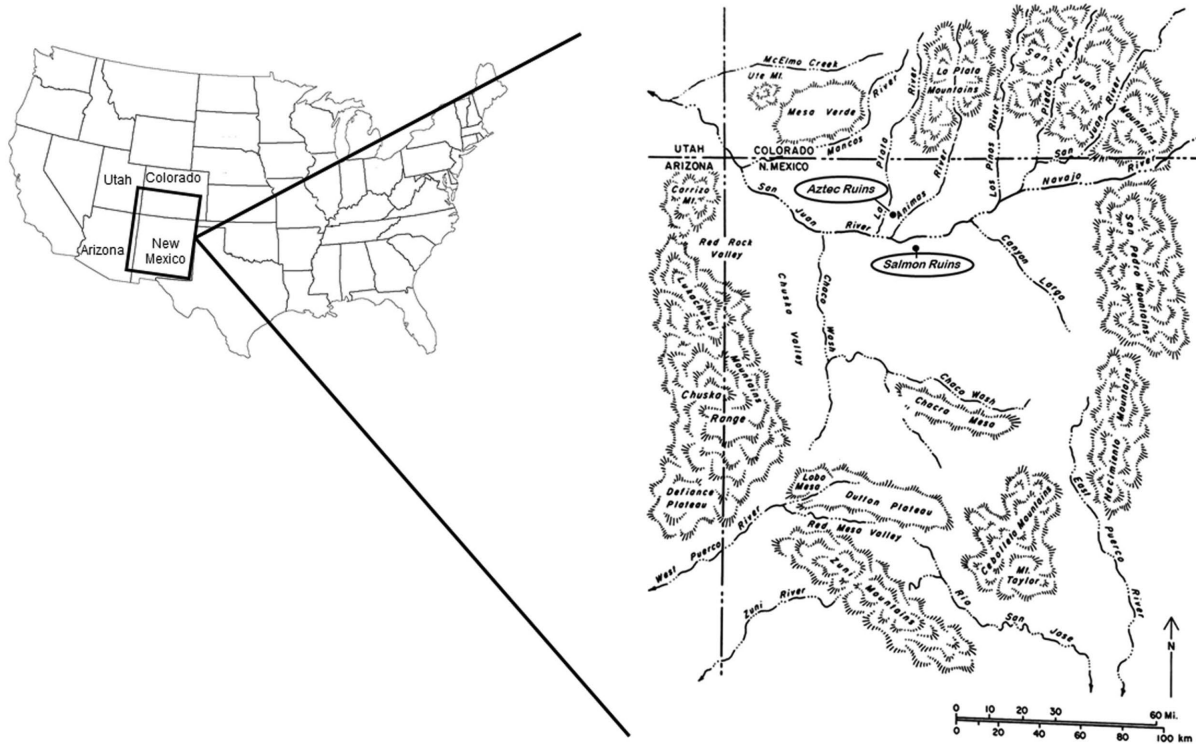 Utah
Colorado
Arizona
New
Mexico
McElmo Creek
Ute Mt.
Mesa Verde
Mancos
River
La Plata
Mountains
River
La Plata
Animas
River
Los Pinos River
San
Juan
Mountains
Piedra River
San Juan River
UTAH
COLORADO
ARIZONA
N. MEXICO
Navajo
River
Carrizo
Mt.
San
Juan
River
Aztec Ruins
Salmon Ruins
Canyon
Largo
San Pedro Mountains
Red Rock
Valley
Lukachukai
Mountains
Chuska
Valley
Chaco
Wash
Chaco Wash
Chacra Mesa
Chuska
Range
Nacimiento Mountains
Defiance
Plateau
Lobo
Mesa
Dutton Plateau
Red Mesa Valley
West Puerco River
Zuni
Mountains
Zuni River
Cebolleta Mountains
Mt.
Taylor
Rio
San
Jose
East
Puerco
River
N
0 10 20 30 60 Mi.
0 20 40 60 80 100 km